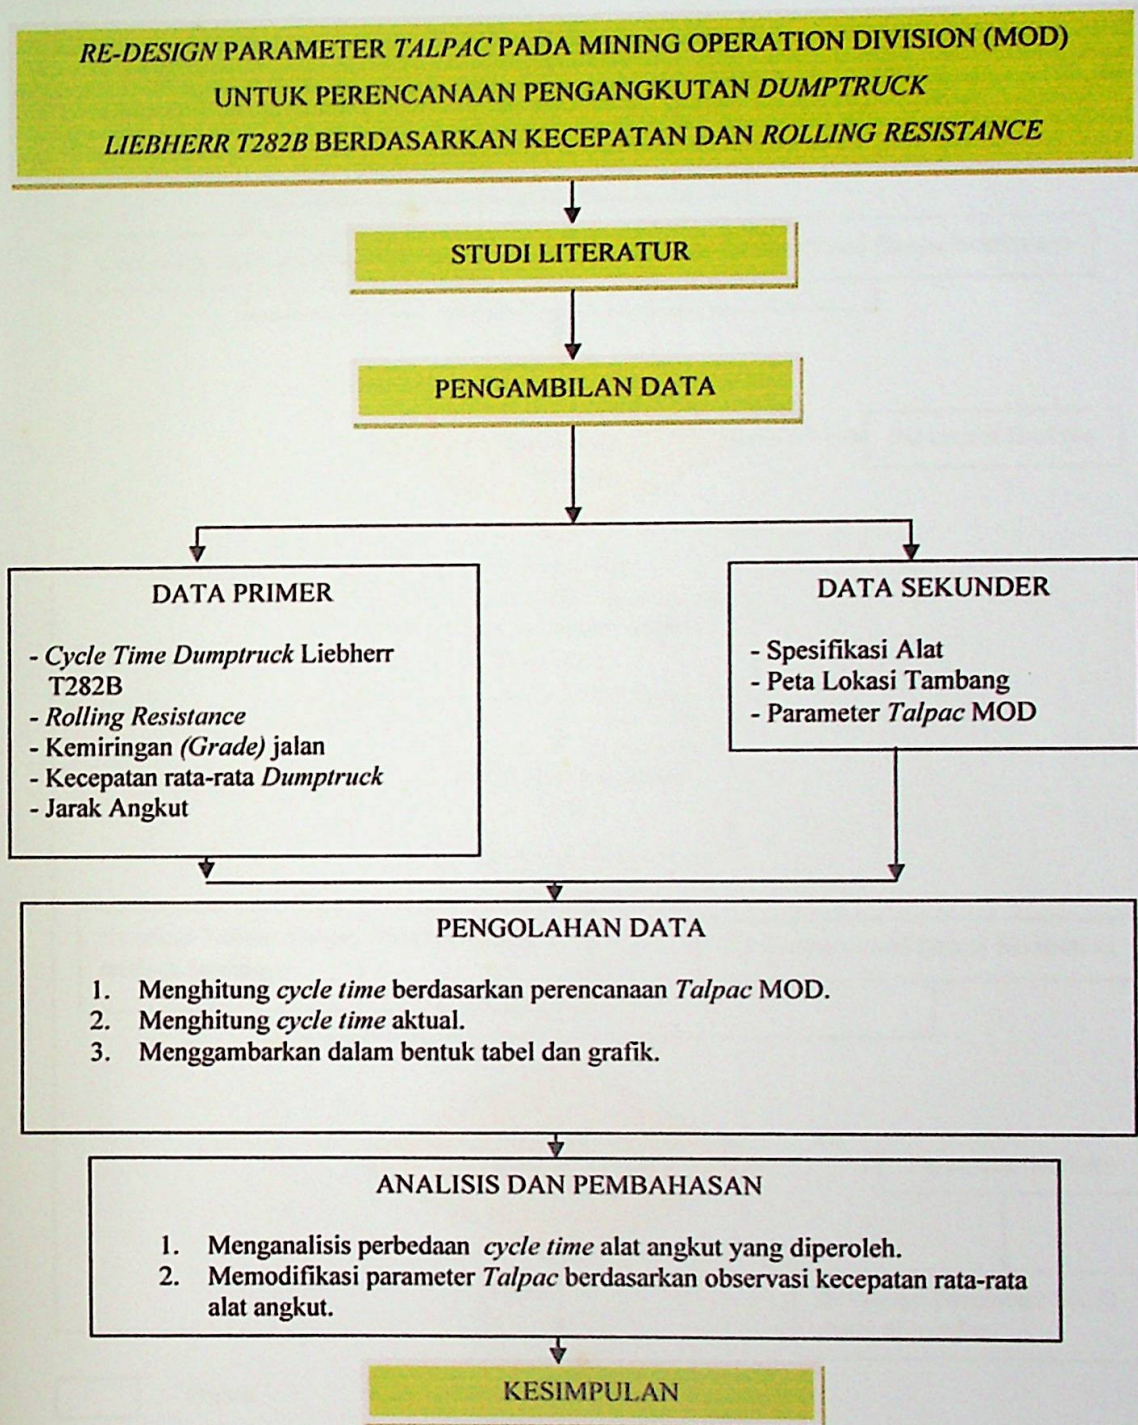 RE-DESIGN PARAMETER TALPAC PADA MINING OPERATION DIVISION (MOD)
UNTUK PERENCANAAN PENGANGKUTAN DUMPTRUCK
LIEBHERR T282B BERDASARKAN KECEPATAN DAN ROLLING RESISTANCE
STUDI LITERATUR
PENGAMBILAN DATA
DATA PRIMER
- Cycle Time Dumptruck Liebherr
T282B
- Rolling Resistance
- Kemiringan (Grade) jalan
- Kecepatan rata-rata Dumptruck
- Jarak Angkut
DATA SEKUNDER
- Spesifikasi Alat
- Peta Lokasi Tambang
- Parameter Talpac MOD
PENGOLAHAN DATA
1. Menghitung cycle time berdasarkan perencanaan Talpac MOD.
2. Menghitung cycle time aktual.
3. Menggambarkan dalam bentuk tabel dan grafik.
ANALISIS DAN PEMBAHASAN
1. Menganalisis perbedaan cycle time alat angkut yang diperoleh.
2. Memodifikasi parameter Talpac berdasarkan observasi kecepatan rata-rata
alat angkut.
KESIMPULAN